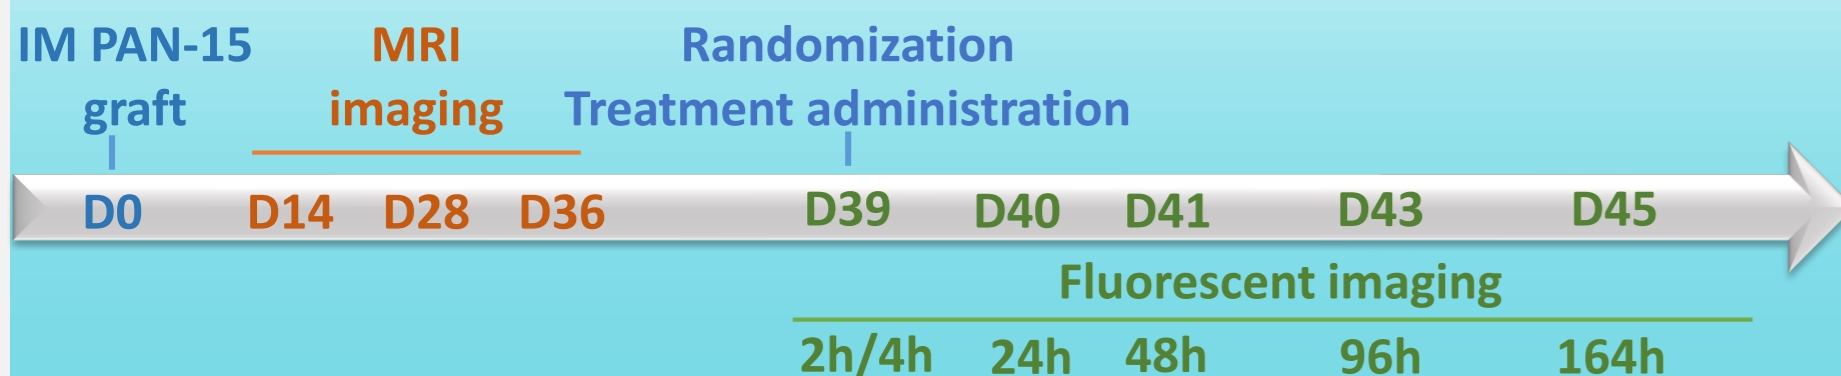 IM PAN-15
graft
MRI
imaging
Randomization
Treatment administration
D0 D14 D28 D36 D39 D40 D41 D43 D45
Fluorescent imaging
2h/4h 24h 48h 96h 164h